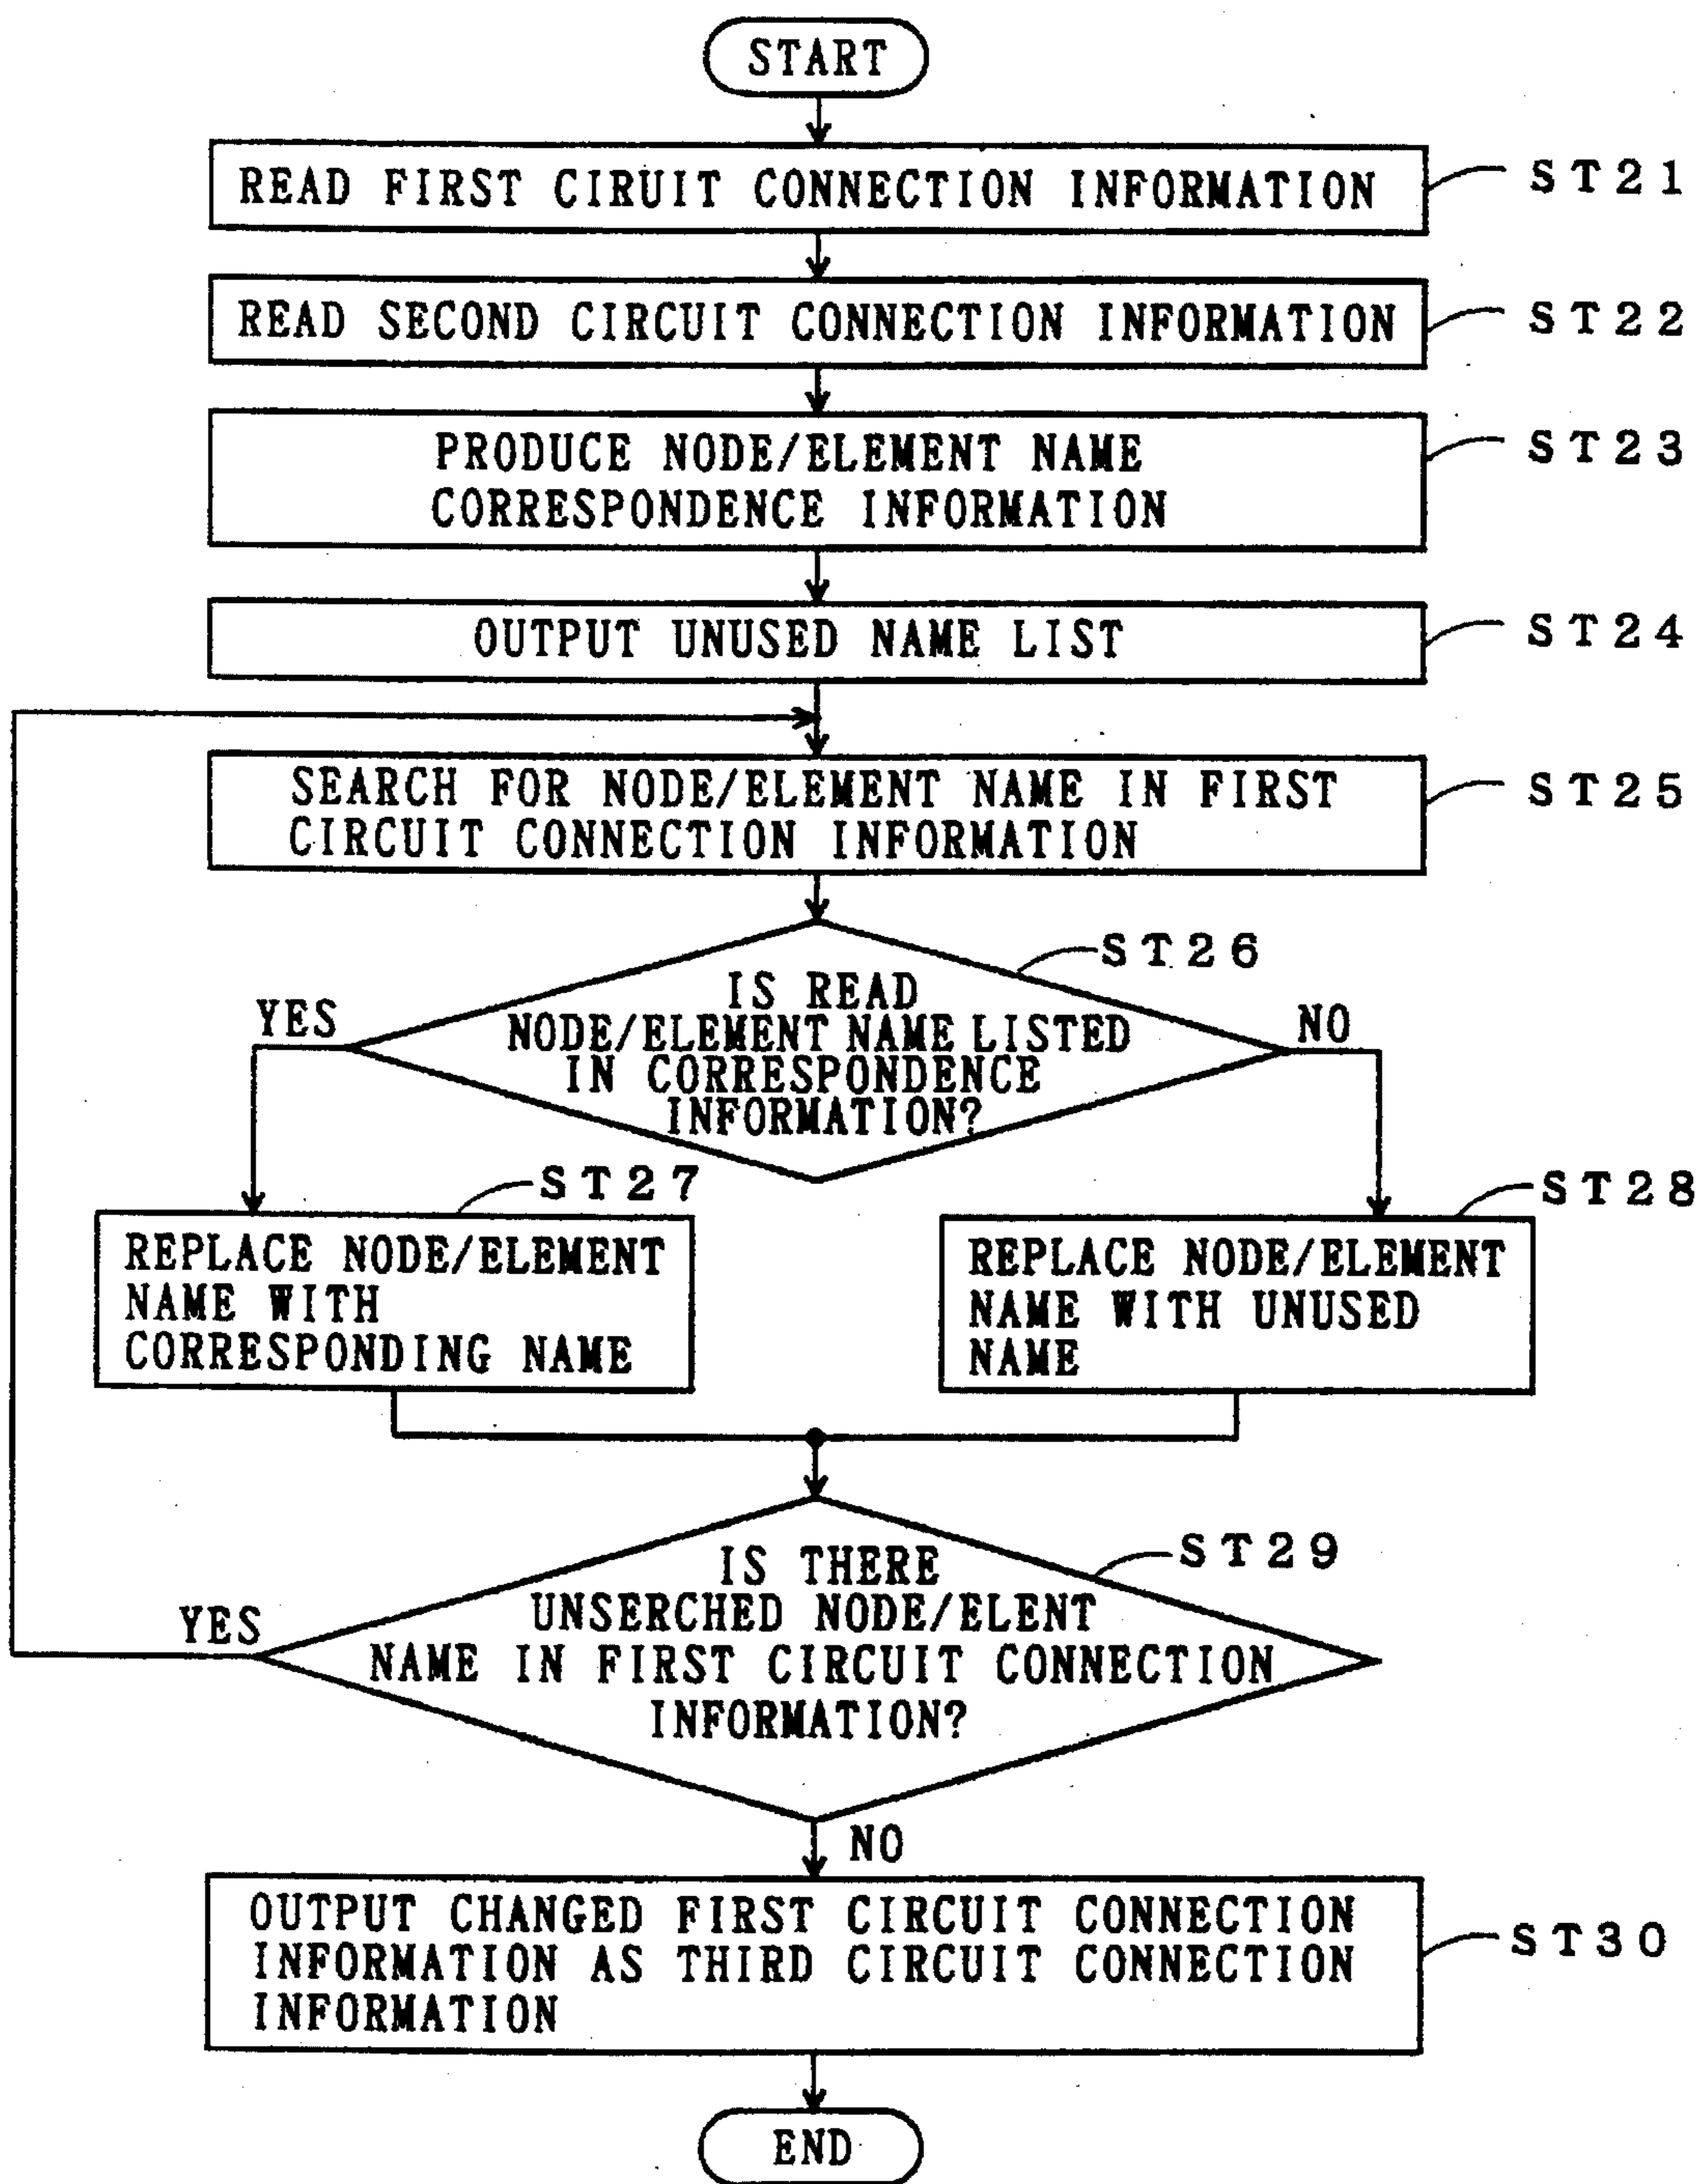 START
READ FIRST CIRUIT CONNECTION INFORMATION
ST21
READ SECOND CIRCUIT CONNECTION INFORMATION
ST22
PRODUCE NODE/ELEMENT NAME
CORRESPONDENCE INFORMATION
ST23
OUTPUT UNUSED NAME LIST
ST24
SEARCH FOR NODE/ELEMENT NAME IN FIRST
CIRCUIT CONNECTION INFORMATION
ST25
ST26
IS READ
NODE/ELEMENT NAME LISTED
IN CORRESPONDENCE
INFORMATION?
YES
NO
ST27
REPLACE NODE/ELEMENT
NAME WITH
CORRESPONDING NAME
ST28
REPLACE NODE/ELEMENT
NAME WITH UNUSED
NAME
ST29
IS THERE
UNSERCHED NODE/ELENT
NAME IN FIRST CIRCUIT CONNECTION
INFORMATION?
YES
NO
OUTPUT CHANGED FIRST CIRCUIT CONNECTION
INFORMATION AS THIRD CIRCUIT CONNECTION
INFORMATION
ST30
END